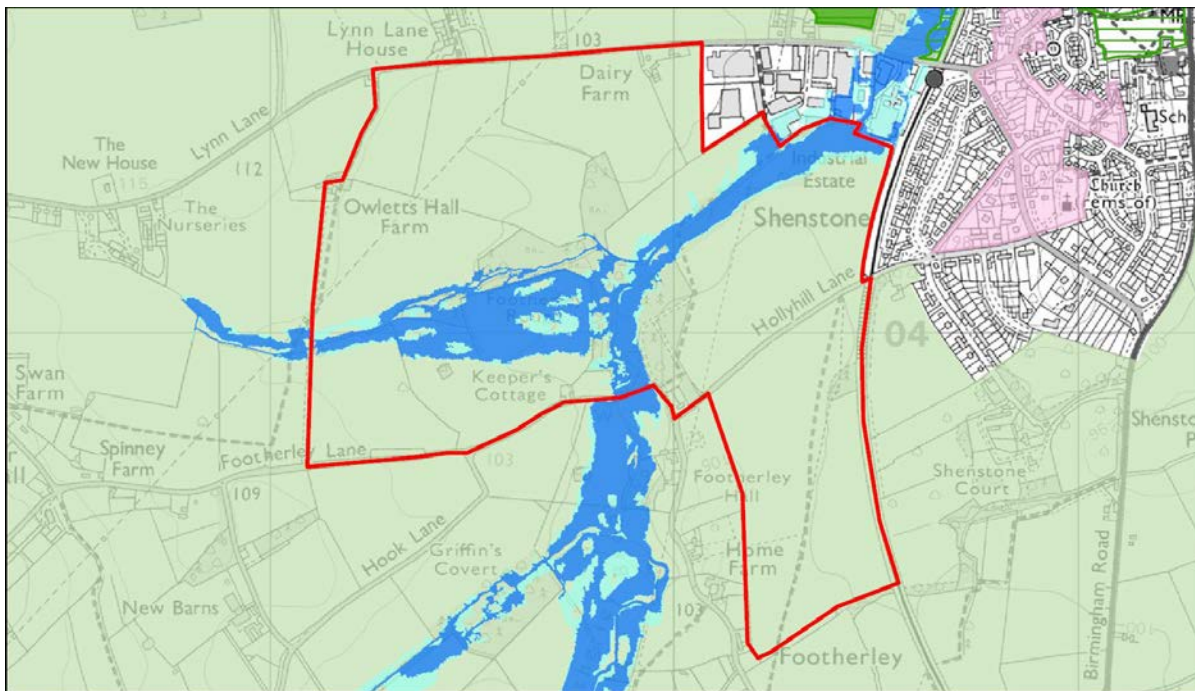 Lynn Lane
House
103
Dairy
Farm
Sch
The
New House
115
Lynn Lane
112
The
Nurseries
Owletts Hall
Farm
Industrial
Estate
Shenstone
Church
rems of)
Hollyhill Lane
04
Swan
Farm
Keeper's
Cottage
Spinney
Farm
Footherley Lane
103
109
Hook Lane
Footherley
Hall
Shenstone
Court
Shensto
Griffin's
Covert
Home
Farm
New Barns
103
Footherley
Birmingham Road
100